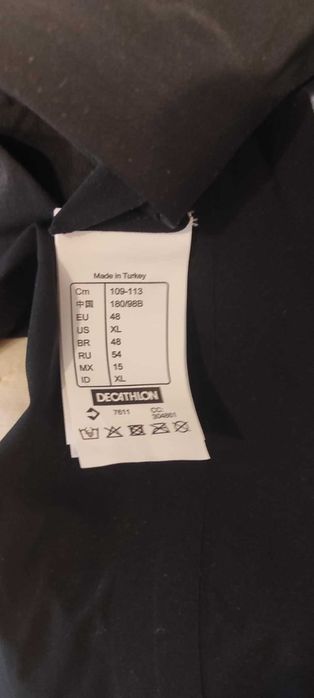 Made in Turkey
Cm 109-113
中国 180/98B
EU 48
US XL
BR 48
RU 54
MX 15
ID XL
DECATHLON
7611 CC:
304861